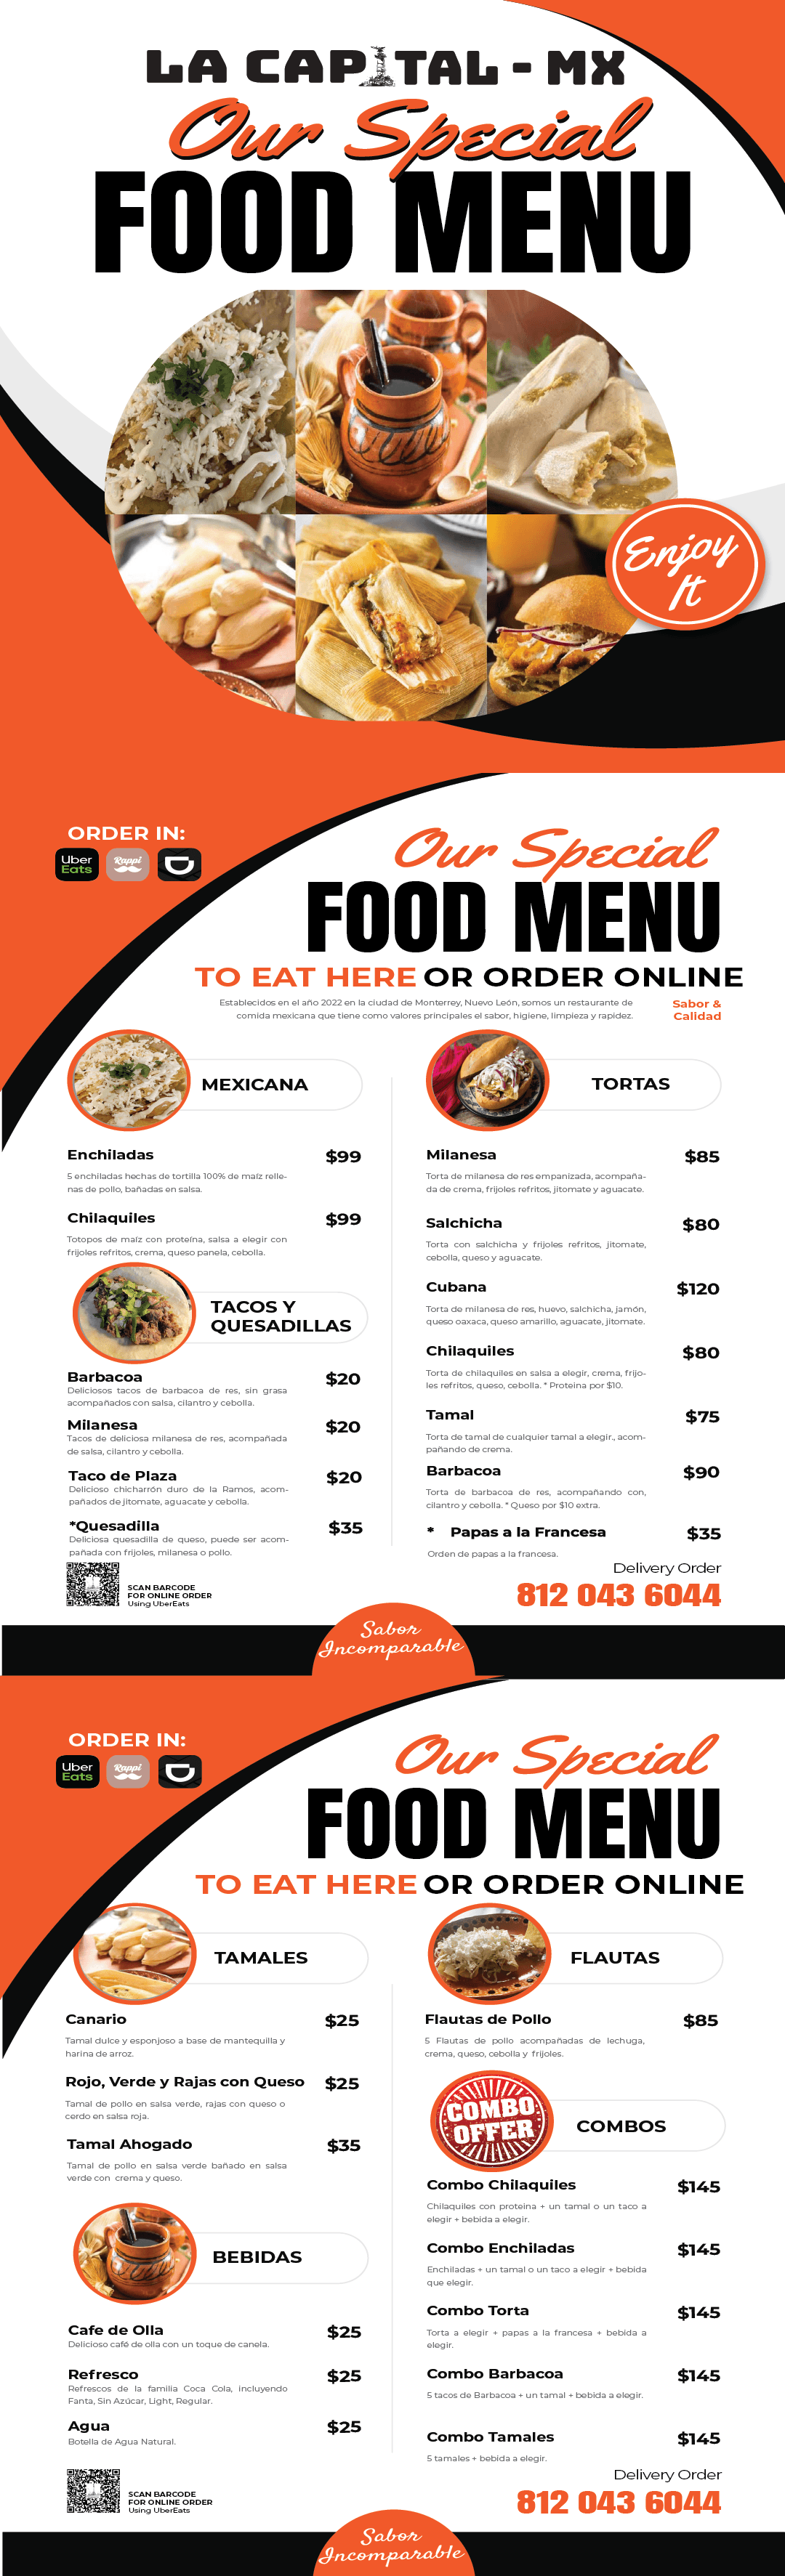 LA CAPITAL - MX
Our Special
FOOD MENU
Enjoy
It
ORDER IN:
Uber
Eats
Rappi
Our Special
FOOD MENU
TO EAT HERE OR ORDER ONLINE
Establecidos en el año 2022 en la ciudad de Monterrey, Nuevo León, somos un restaurante de
comida mexicana que tiene como valores principales el sabor, higiene, limpieza y rapidez.
Sabor &
Calidad
MEXICANA
Enchiladas $99
5 enchiladas hechas de tortilla 100% de maíz relle-
nas de pollo, bañadas en salsa.
Chilaquiles $99
Totopos de maíz con proteína, salsa a elegir con
frijoles refritos, crema, queso panela, cebolla.
TACOS Y
QUESADILLAS
Barbacoa $20
Deliciosos tacos de barbacoa de res, sin grasa
acompañados con salsa, cilantro y cebolla.
Milanesa $20
Tacos de deliciosa milanesa de res, acompañada
de salsa, cilantro y cebolla.
Taco de Plaza $20
Delicioso chicharrón duro de la Ramos, acom-
pañados de jitomate, aguacate y cebolla.
*Quesadilla $35
Deliciosa quesadilla de queso, puede ser acom-
pañada con frijoles, milanesa o pollo.
SCAN BARCODE
FOR ONLINE ORDER
Using UberEats
TORTAS
Milanesa $85
Torta de milanesa de res empanizada, acompaña-
da de crema, frijoles refritos, jitomate y aguacate.
Salchicha $80
Torta con salchicha y frijoles refritos, jitomate,
cebolla, queso y aguacate.
Cubana $120
Torta de milanesa de res, huevo, salchicha, jamón,
queso oaxaca, queso amarillo, aguacate, jitomate.
Chilaquiles $80
Torta de chilaquiles en salsa a elegir, crema, frijo-
les refritos, queso, cebolla. * Proteina por $10.
Tamal $75
Torta de tamal de cualquier tamal a elegir., acom-
pañando de crema.
Barbacoa $90
Torta de barbacoa de res, acompañando con,
cilantro y cebolla. * Queso por $10 extra.
* Papas a la Francesa $35
Orden de papas a la francesa.
Delivery Order
812 043 6044
Sabor
Incomparable
ORDER IN:
Uber
Eats
Rappi
Our Special
FOOD MENU
TO EAT HERE OR ORDER ONLINE
TAMALES
Canario $25
Tamal dulce y esponjoso a base de mantequilla y
harina de arroz.
Rojo, Verde y Rajas con Queso $25
Tamal de pollo en salsa verde, rajas con queso o
cerdo en salsa roja.
Tamal Ahogado $35
Tamal de pollo en salsa verde bañado en salsa
verde con crema y queso.
BEBIDAS
Cafe de Olla $25
Delicioso café de olla con un toque de canela.
Refresco $25
Refrescos de la familia Coca Cola, incluyendo
Fanta, Sin Azúcar, Light, Regular.
Agua $25
Botella de Agua Natural.
SCAN BARCODE
FOR ONLINE ORDER
Using UberEats
FLAUTAS
Flautas de Pollo $85
5 Flautas de pollo acompañadas de lechuga,
crema, queso, cebolla y frijoles.
COMBO
OFFER
COMBOS
Combo Chilaquiles $145
Chilaquiles con proteina + un tamal o un taco a
elegir + bebida a elegir.
Combo Enchiladas $145
Enchiladas + un tamal o un taco a elegir + bebida
que elegir.
Combo Torta $145
Torta a elegir + papas a la francesa + bebida a
elegir.
Combo Barbacoa $145
5 tacos de Barbacoa + un tamal + bebida a elegir.
Combo Tamales $145
5 tamales + bebida a elegir.
Delivery Order
812 043 6044
Sabor
Incomparable